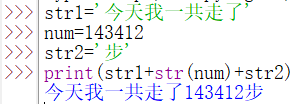 >>> str1='今天我一共走了'
>>> num=143412
>>> str2='步'
>>> print(str1+str(num)+str2)
今天我一共走了143412步